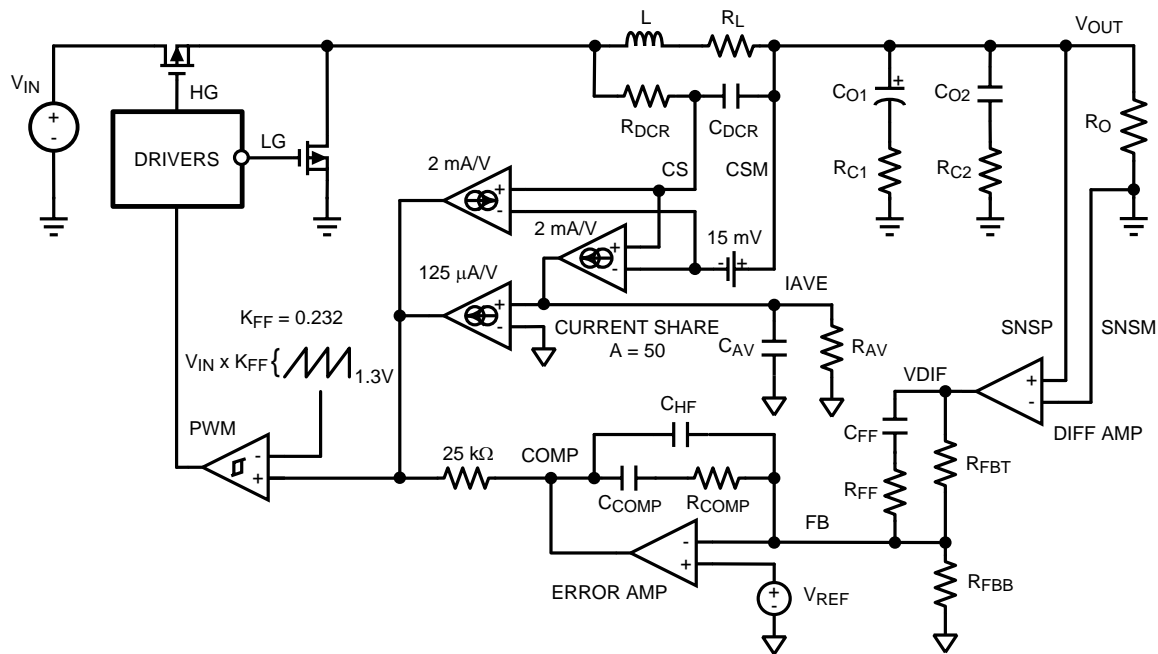 L
RL
VOUT
VIN
HG
RDCR
CDCR
CO1
+
CO2
RO
+
-
DRIVERS
LG
2 mA/V
CS
CSM
RC1
RC2
+
-
2 mA/V
15 mV
+
-
-
+
125 μA/V
IAVE
+
-
KFF = 0.232
CURRENT SHARE
A = 50
CAV
RAV
SNSP
SNSM
VIN x KFF {
1.3V
VDIF
+
-
DIFF AMP
PWM
CHF
CFF
RFBT
-
+
25 kΩ
COMP
CCOMP
RCOMP
RFF
FB
-
+
ERROR AMP
+
-
VREF
RFBB